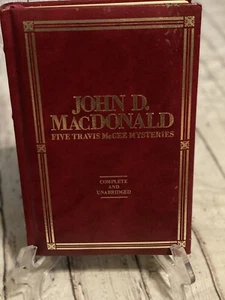 JOHN D.
MACDONALD
FIVE TRAVIS McGEE MYSTERIES
COMPLETE
AND
UNABRIDGED